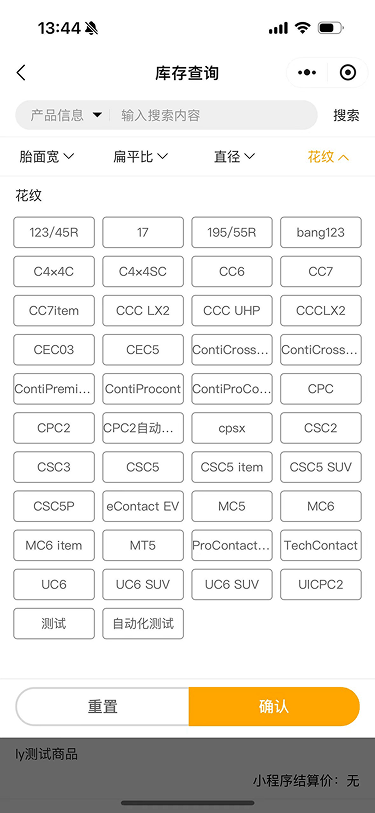 13:44
库存查询
产品信息 输入搜索内容 搜索
胎面宽 扁平比 直径 花纹
花纹
123/45R 17 195/55R bang123
C4×4C C4×4SC CC6 CC7
CC7item CCC LX2 CCC UHP CCCLX2
CEC03 CEC5 ContiCross... ContiCross...
ContiPremi... ContiProcont ContiProCo... CPC
CPC2 CPC2自动... cpsx CSC2
CSC3 CSC5 CSC5 item CSC5 SUV
CSC5P eContact EV MC5 MC6
MC6 item MT5 ProContact... TechContact
UC6 UC6 SUV UC6 SUV UICPC2
测试 自动化测试
重置 确认
ly测试商品
小程序结算价：无